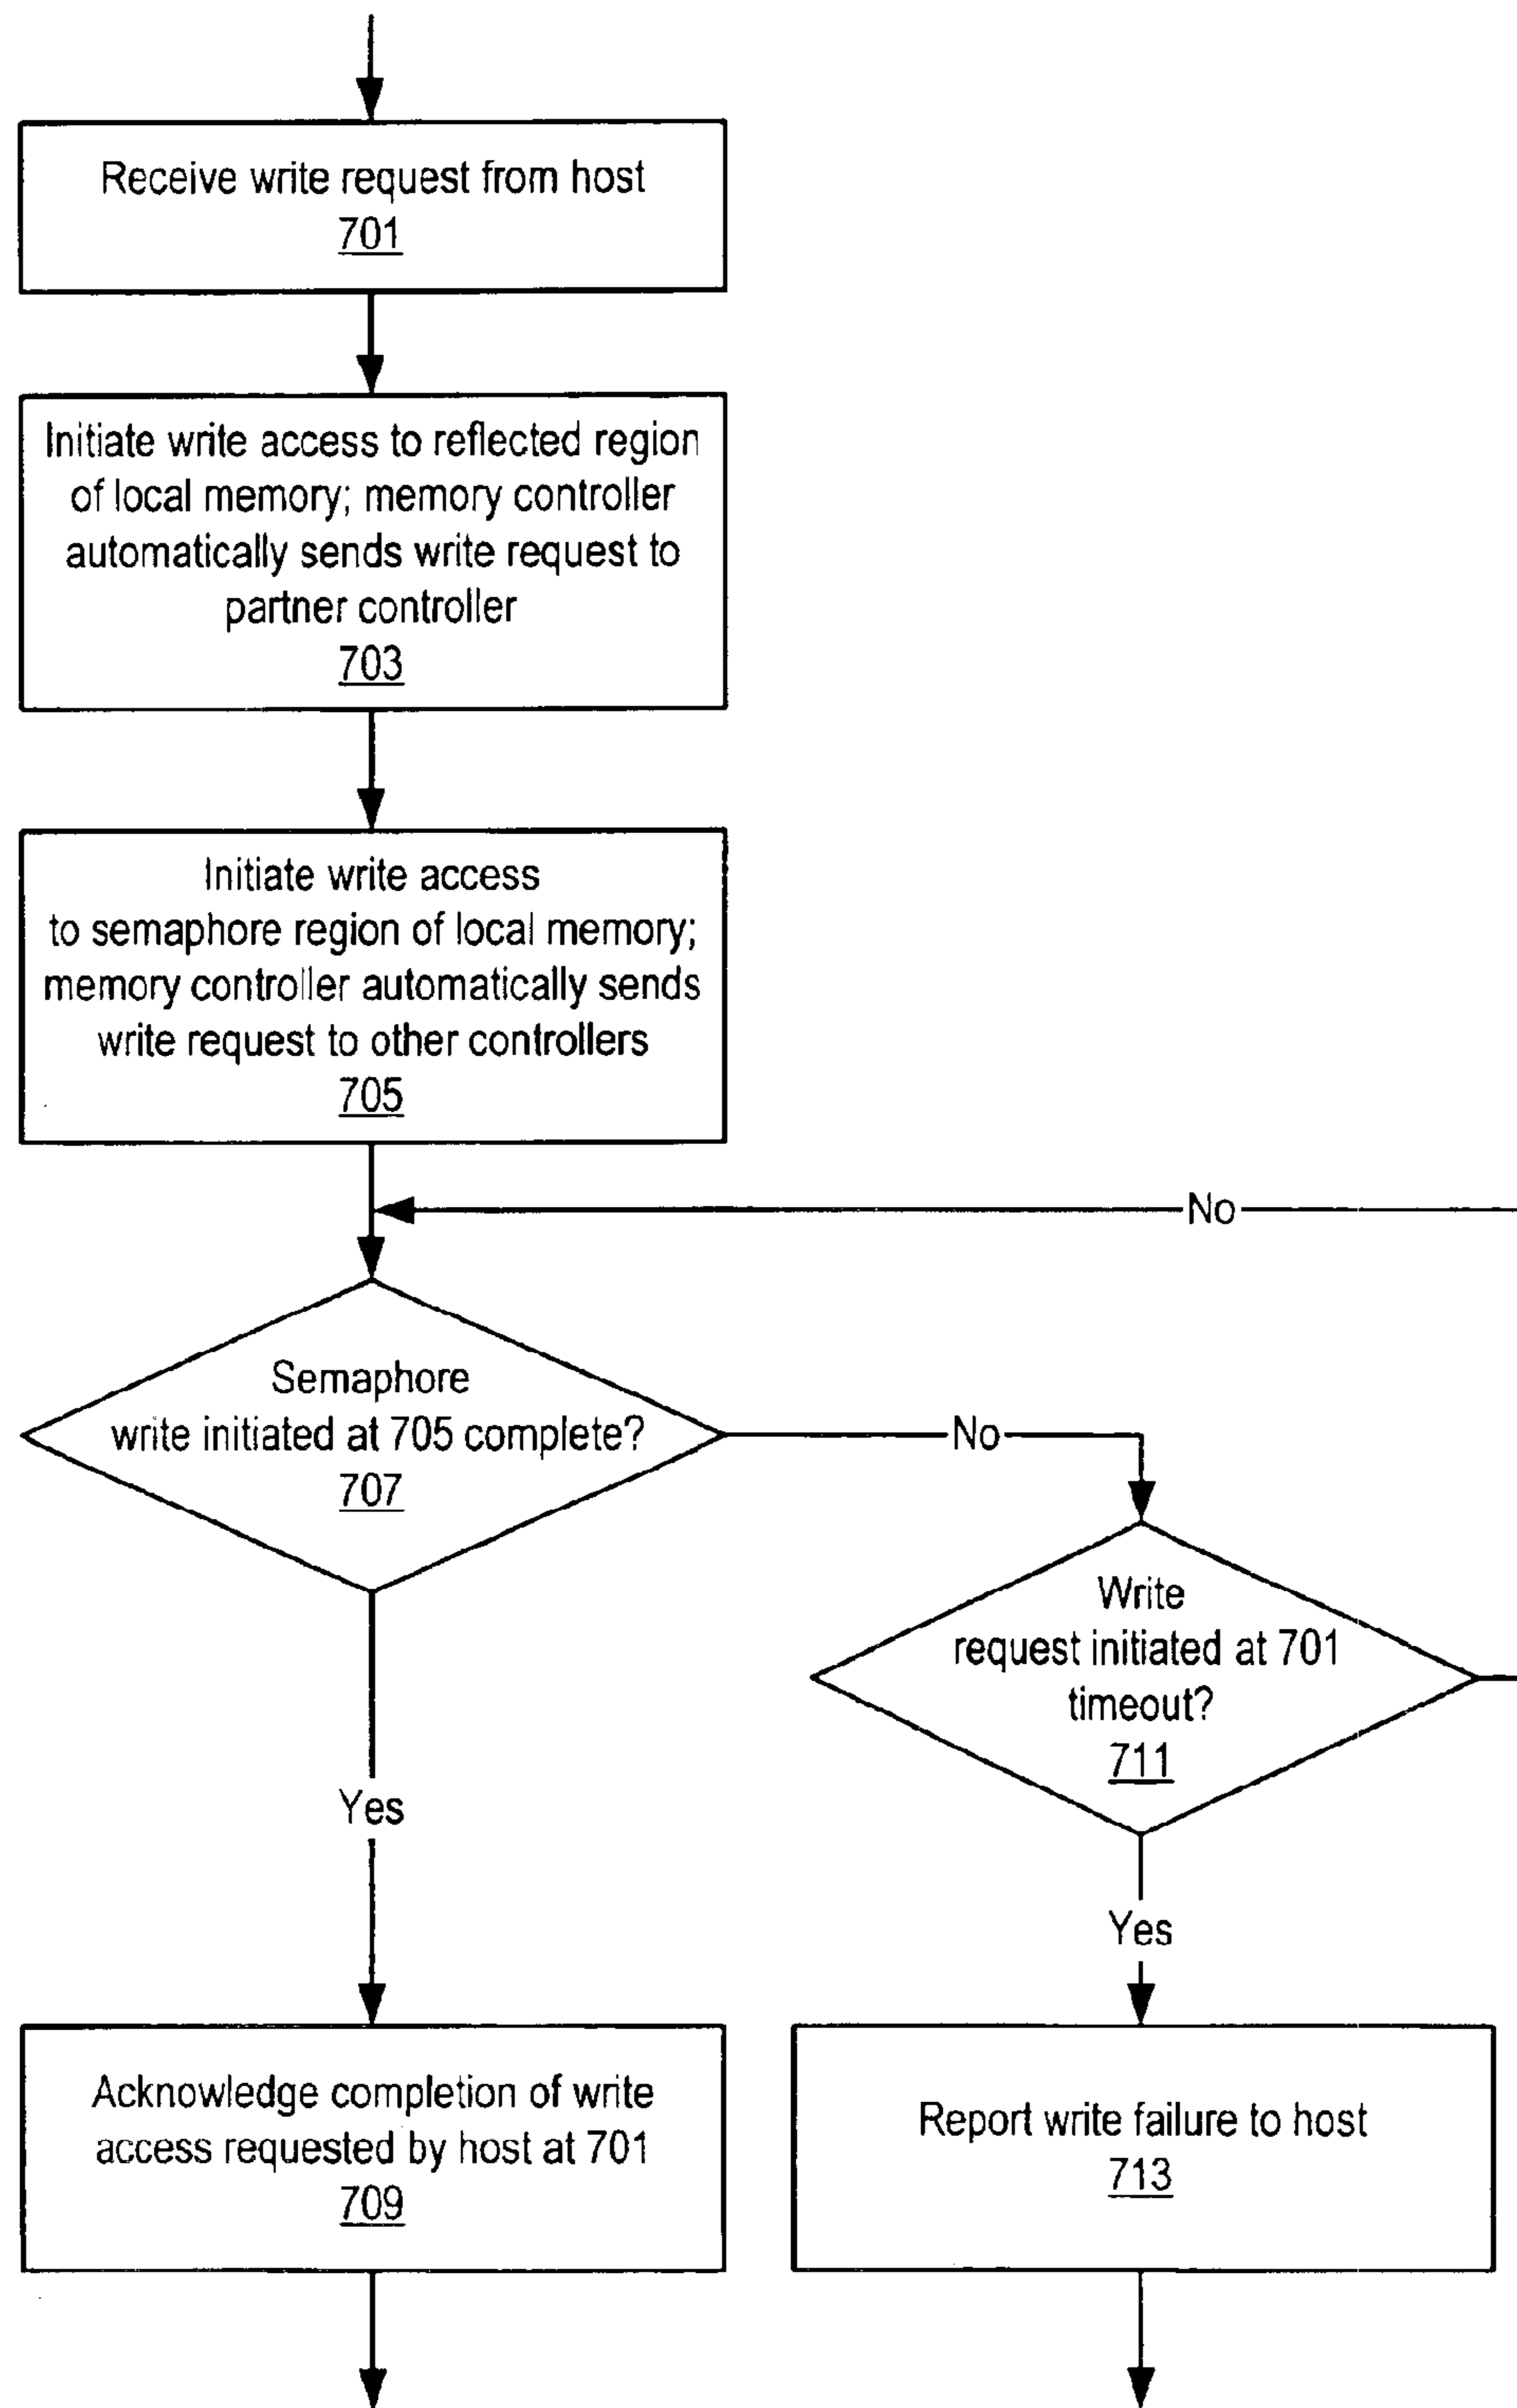 Receive write request from host
701
Initiate write access to reflected region
of local memory; memory controller
automatically sends write request to
partner controller
703
Initiate write access
to semaphore region of local memory;
memory controller automatically sends
write request to other controllers
705
No
Semaphore
write initiated at 705 complete?
707
No
Write
request initiated at 701
timeout?
711
Yes
Yes
Acknowledge completion of write
access requested by host at 701
709
Report write failure to host
713